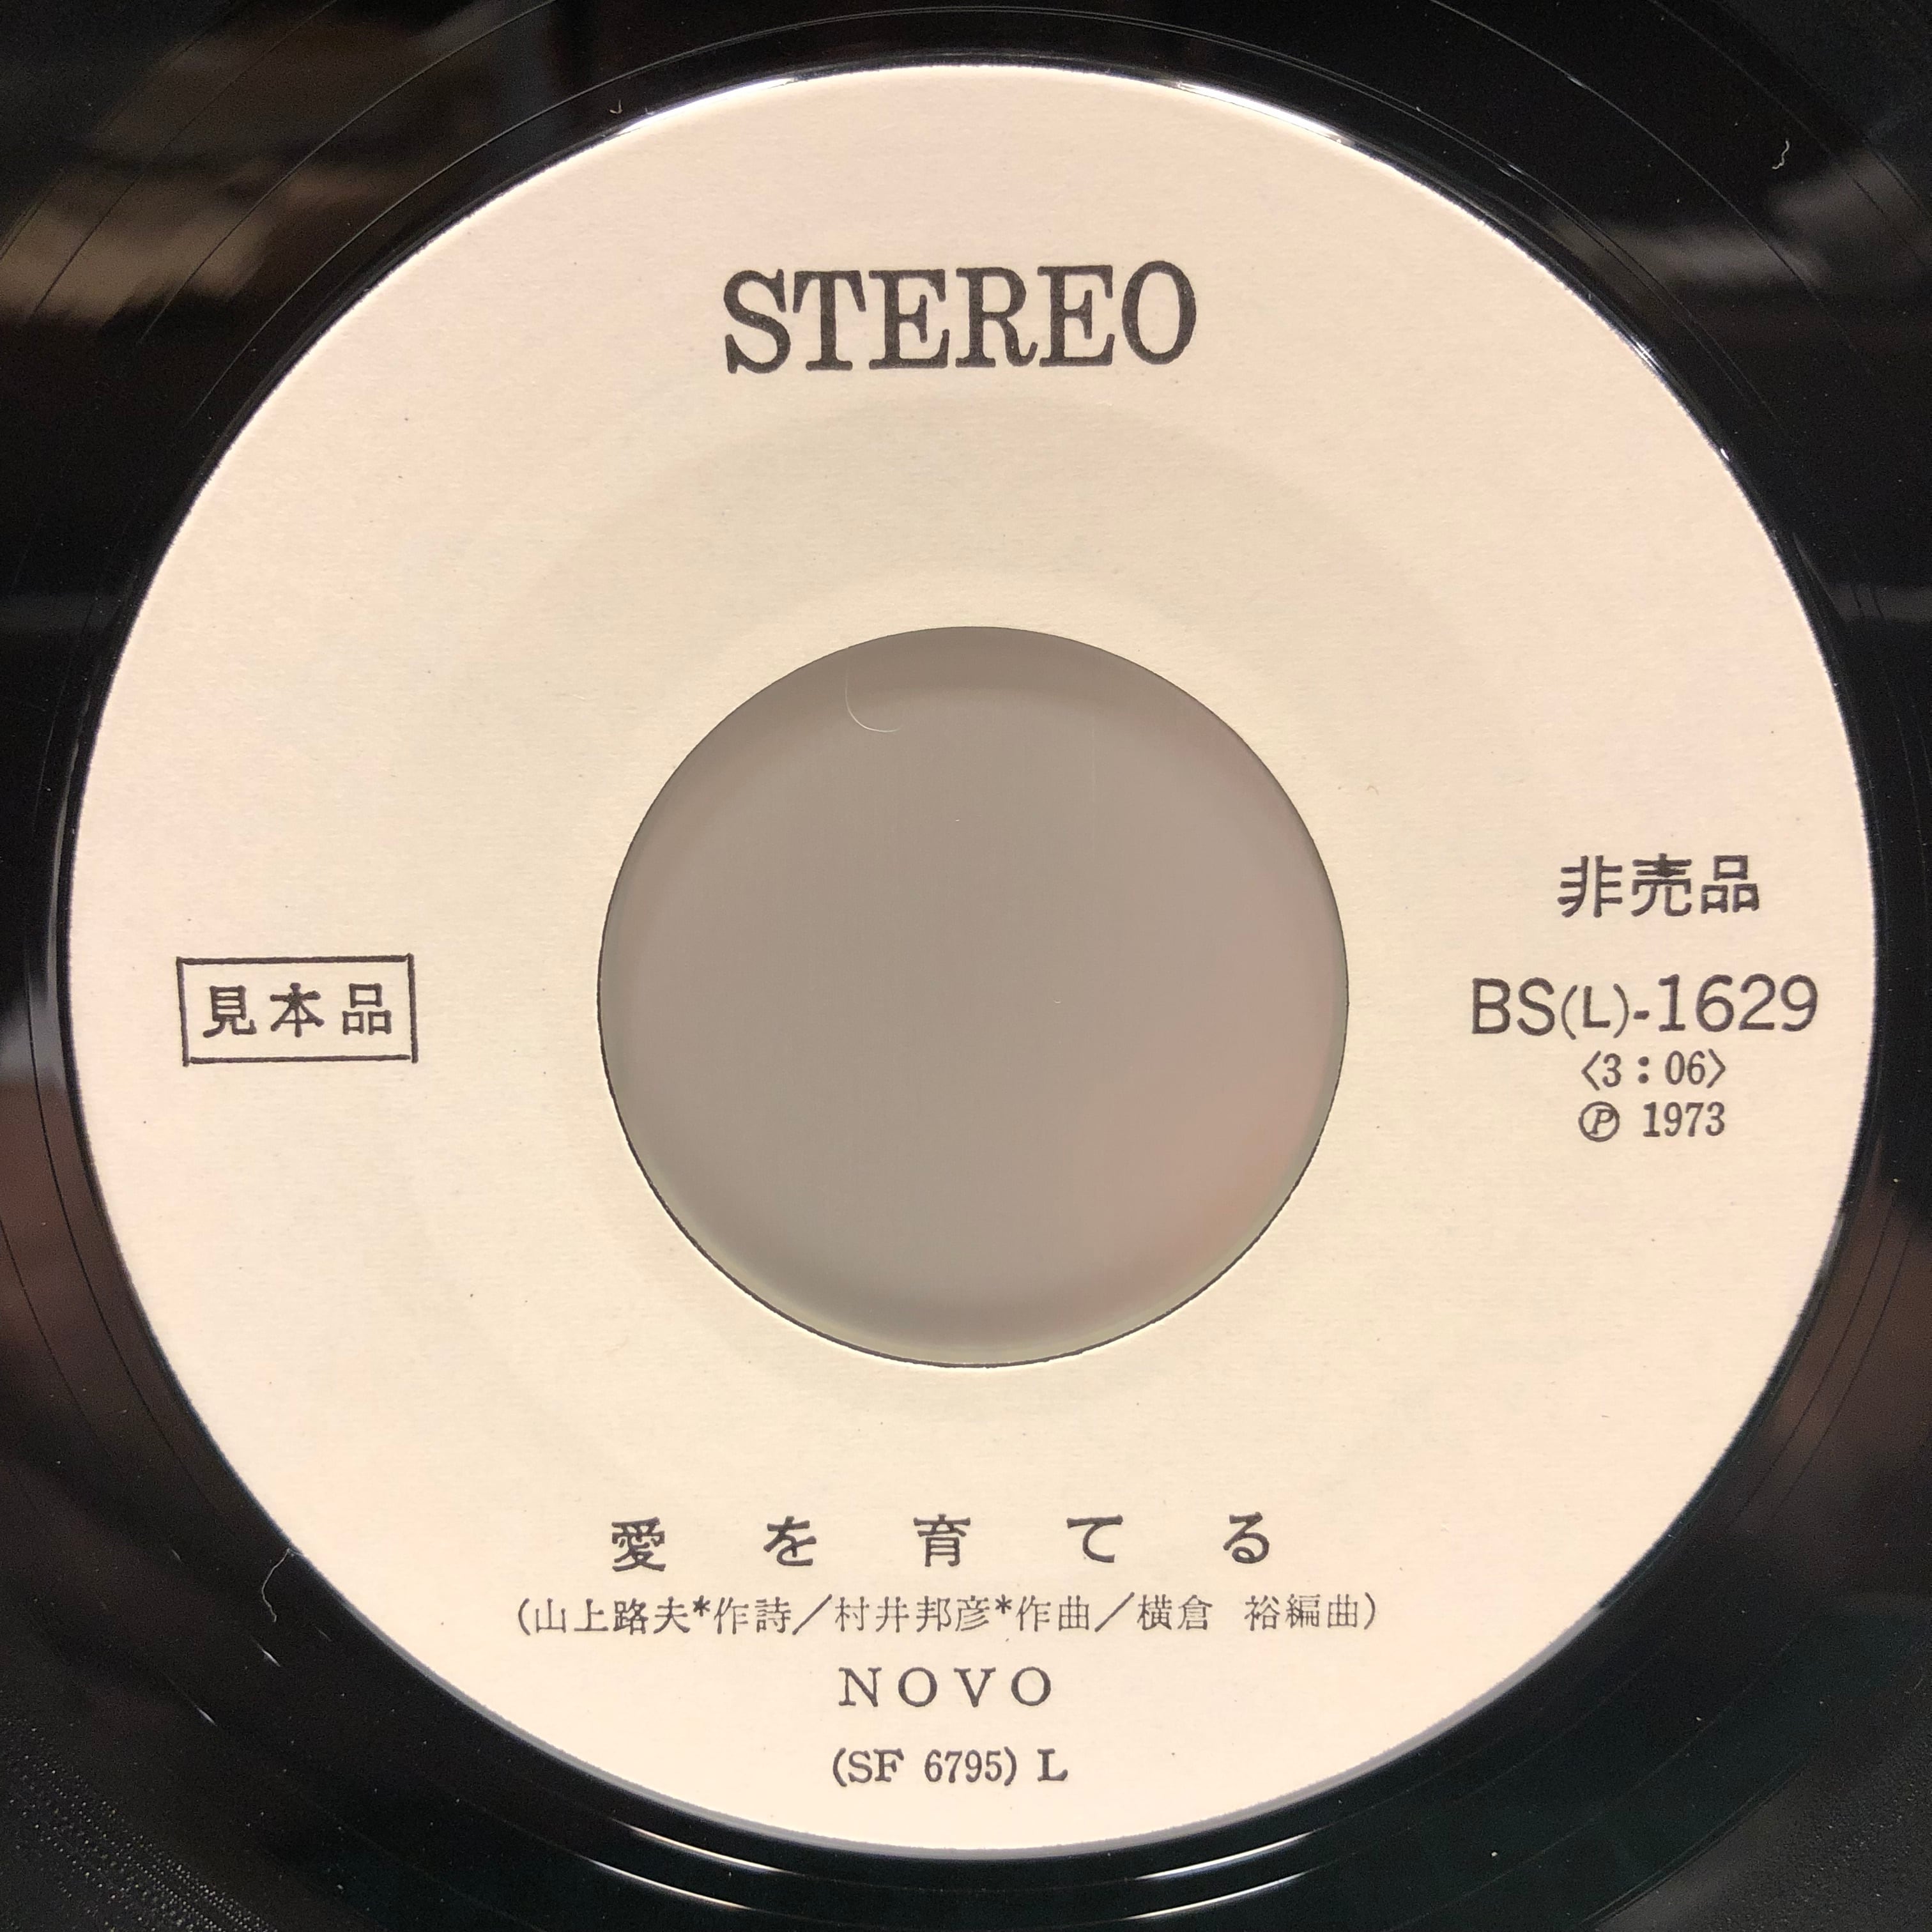 STEREO
非売品
見本品
BS(L)-1629
〈3:06〉
Ⓟ 1973
愛を育てる
(山上路夫*作詩/村井邦彦*作曲/横倉 裕編曲)
NOVO
(SF 6795) L